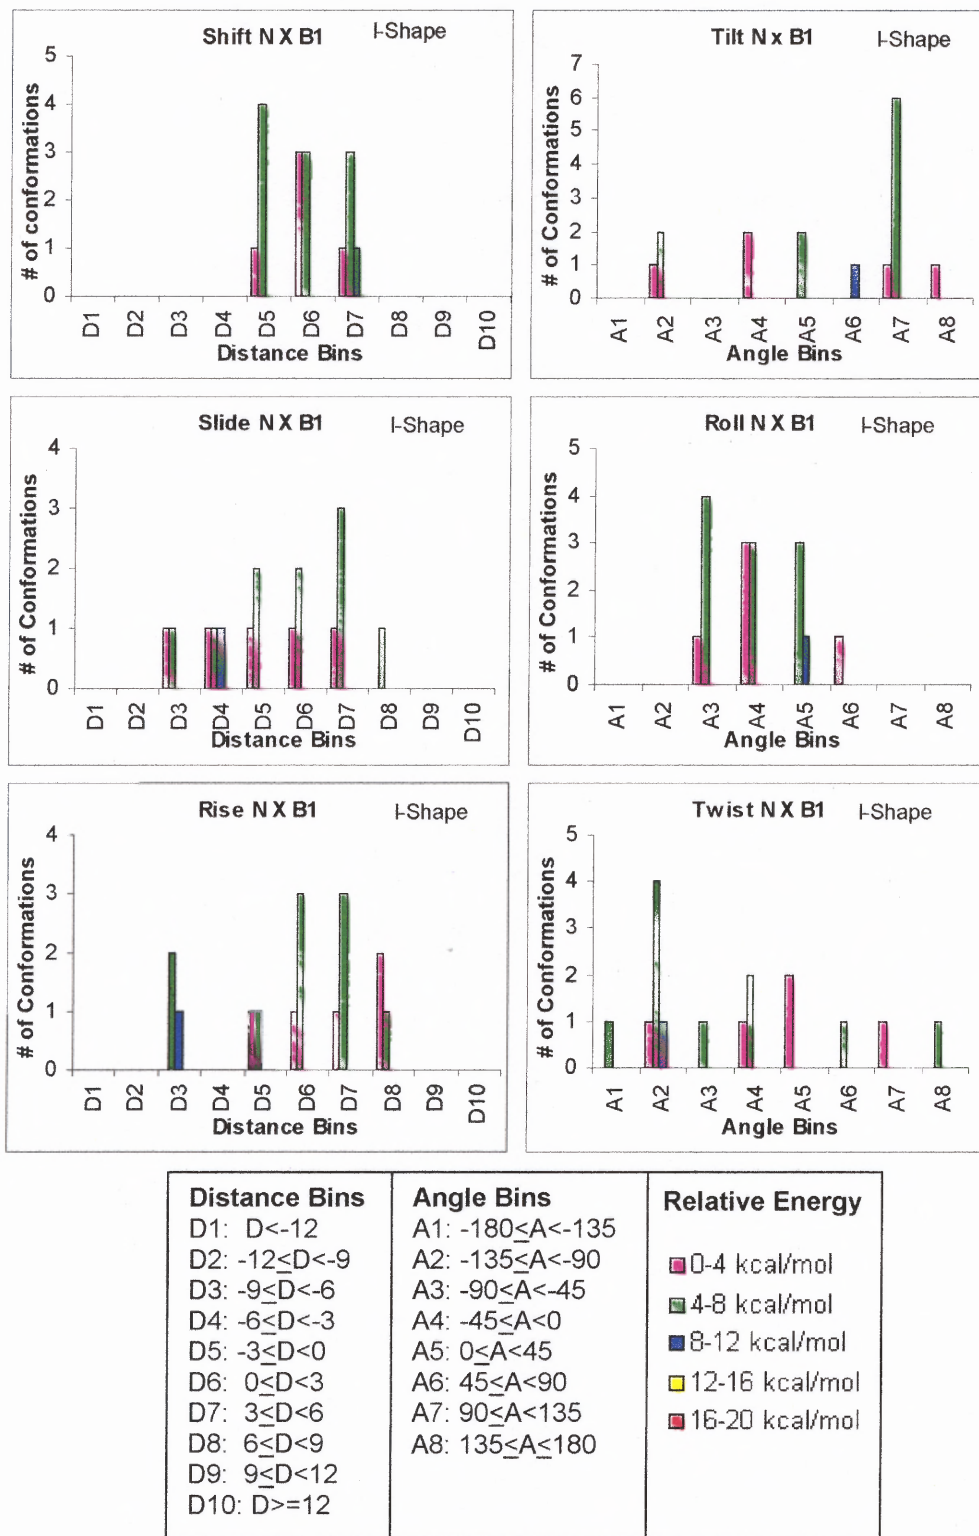 Shift N X B1 I-Shape
# of conformations
5
4
3
2
1
0
D1 D2 D3 D4 D5 D6 D7 D8 D9 D10
Distance Bins
Tilt N x B1 I-Shape
# of Conformations
7
6
5
4
3
2
1
0
A1 A2 A3 A4 A5 A6 A7 A8
Angle Bins
Slide N X B1 I-Shape
# of Conformations
4
3
2
1
0
D1 D2 D3 D4 D5 D6 D7 D8 D9 D10
Distance Bins
Roll N X B1 I-Shape
# of Conformations
5
4
3
2
1
0
A1 A2 A3 A4 A5 A6 A7 A8
Angle Bins
Rise N X B1 I-Shape
# of Conformations
4
3
2
1
0
D1 D2 D3 D4 D5 D6 D7 D8 D9 D10
Distance Bins
Twist N X B1 I-Shape
# of Conformations
5
4
3
2
1
0
A1 A2 A3 A4 A5 A6 A7 A8
Angle Bins
Distance Bins
D1: D<-12
D2: -12≤D<-9
D3: -9≤D<-6
D4: -6≤D<-3
D5: -3≤D<0
D6: 0≤D<3
D7: 3≤D<6
D8: 6≤D<9
D9: 9≤D<12
D10: D>=12
Angle Bins
A1: -180≤A<-135
A2: -135≤A<-90
A3: -90≤A<-45
A4: -45≤A<0
A5: 0≤A<45
A6: 45≤A<90
A7: 90≤A<135
A8: 135≤A≤180
Relative Energy
0-4 kcal/mol
4-8 kcal/mol
8-12 kcal/mol
12-16 kcal/mol
16-20 kcal/mol